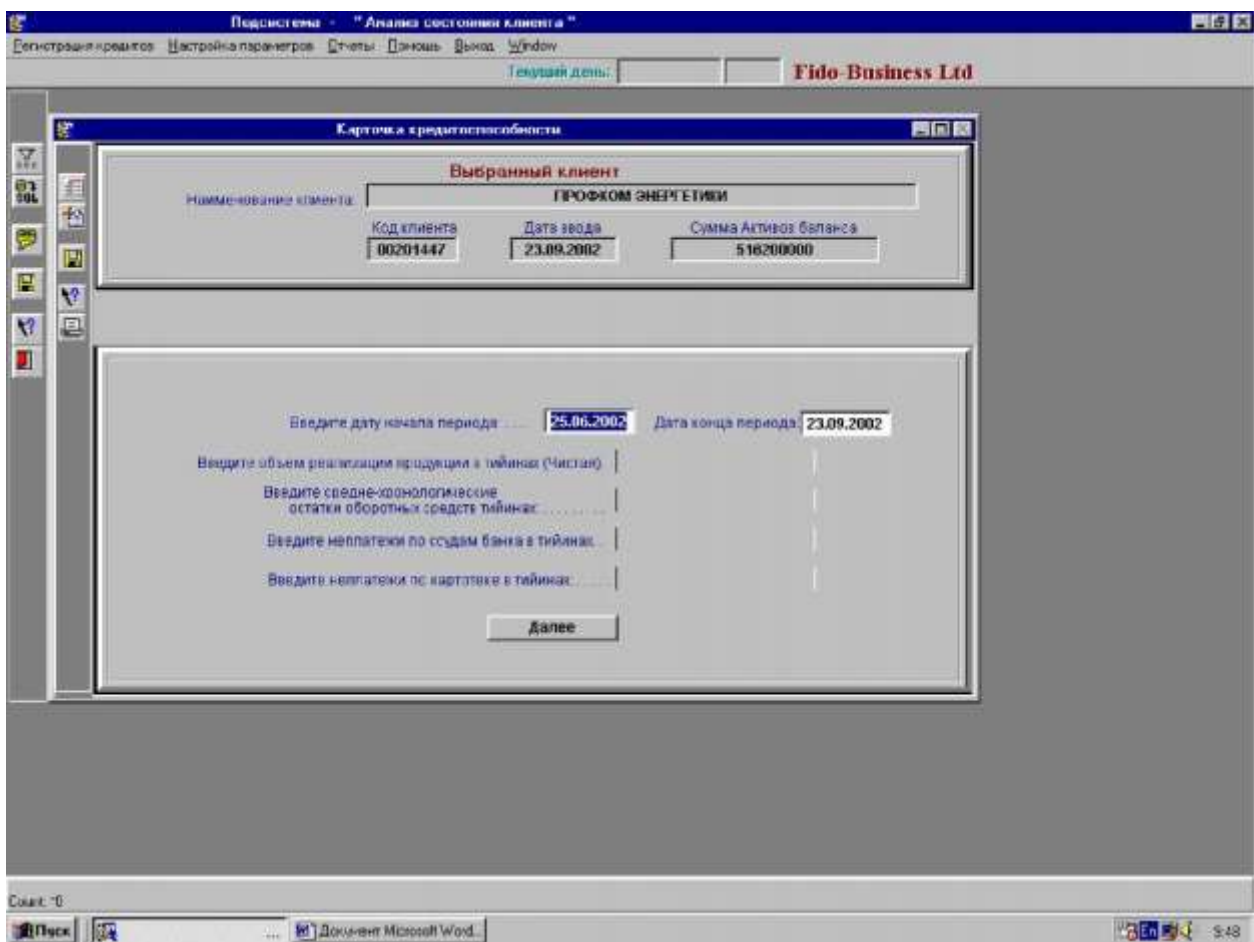 Подсистема - " Анализ состояния клиента "
Регистрация кредитов Настройка параметров Отчеты Помощь Выход Window
Текущий день: Fido-Business Ltd
Карточка кредитоспособности
Выбранный клиент
Наименование клиента: ПРОФКОМ ЭНЕРГЕТИКИ
Код клиента Дата ввода Сумма Активов баланса
00201447 23.09.2002 516200000
SQL
Введите дату начала периода ..... 25.06.2002 Дата конца периода: 23.09.2002
Введите объем реализации продукции в тийинах (Чистая)
Введите средне-хронологические
остатки оборотных средств тийинах..........
Введите неплатежи по ссудам банка в тийинах...
Введите неплатежи по картотеке в тийинах.......
Далее
Count: *0
Пуск ... Документ Microsoft Word... En 9:48